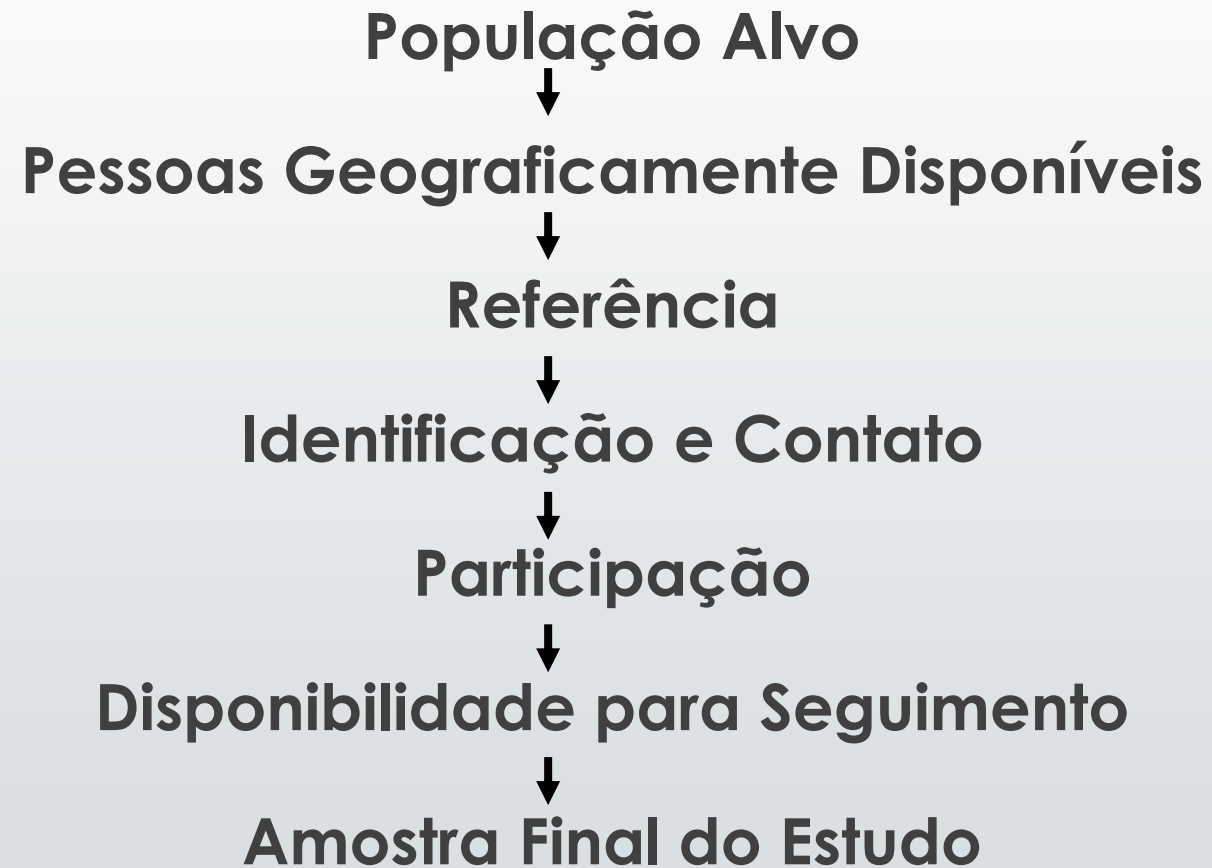 População Alvo
Pessoas Geograficamente Disponíveis
Referência
Identificação e Contato
Participação
Disponibilidade para Seguimento
Amostra Final do Estudo